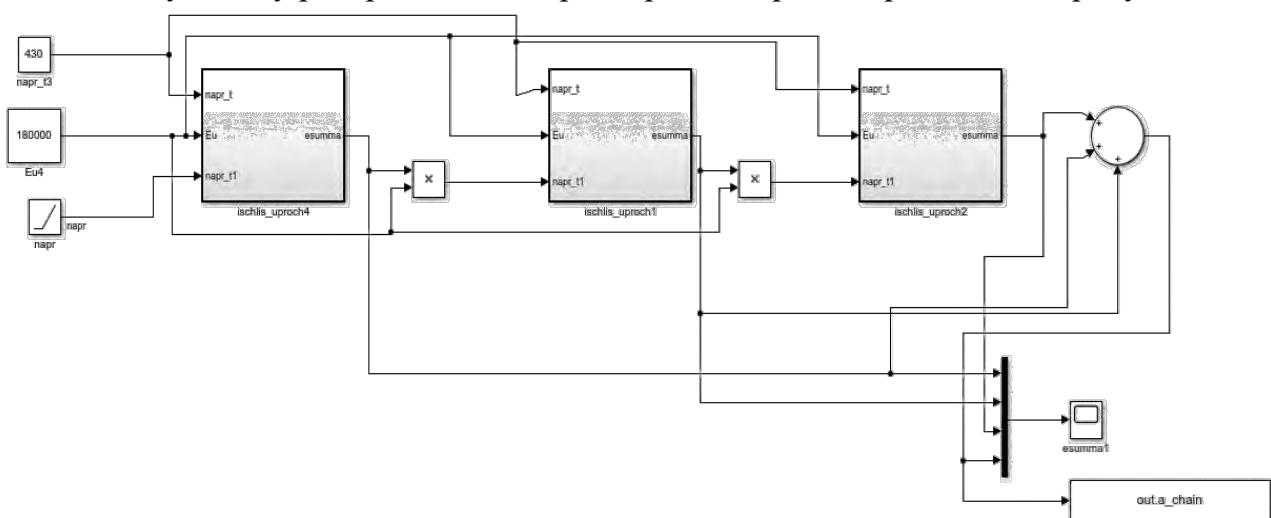 430
napr_t3
180000
Eu4
napr
napr
napr_t
Eu
napr_t1
esumma
ischlis_uproch4
×
napr_t
Eu
napr_t1
esumma
ischlis_uproch1
×
napr_t
Eu
napr_t1
esumma
ischlis_uproch2
+
+
+
esumma1
out.a_chain